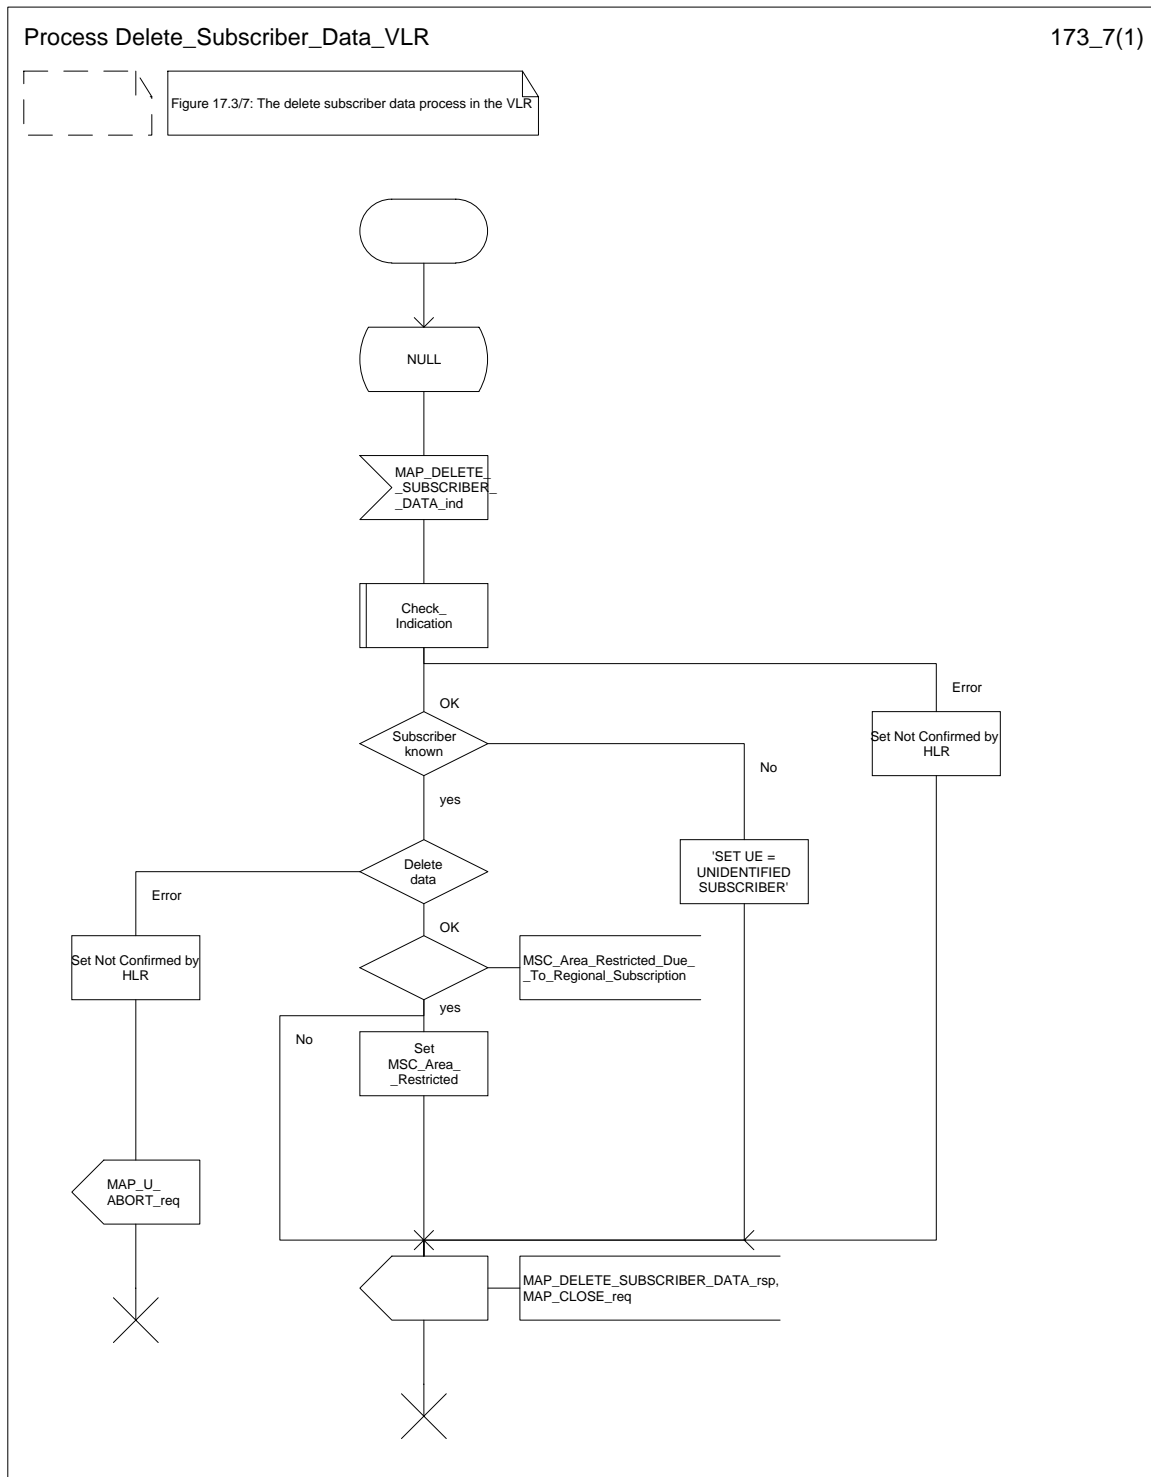 Process Delete_Subscriber_Data_VLR
173_7(1)
Figure 17.3/7: The delete subscriber data process in the VLR
NULL
MAP_DELETE_
_SUBSCRIBER_
_DATA_ind
Check_
Indication
Error
OK
Set Not Confirmed by
HLR
Subscriber
known
No
yes
'SET UE =
UNIDENTIFIED
SUBSCRIBER'
Delete
data
Error
OK
Set Not Confirmed by
HLR
MSC_Area_Restricted_Due_
_To_Regional_Subscription
yes
No
Set
MSC_Area_
_Restricted
MAP_U_
ABORT_req
MAP_DELETE_SUBSCRIBER_DATA_rsp,
MAP_CLOSE_req